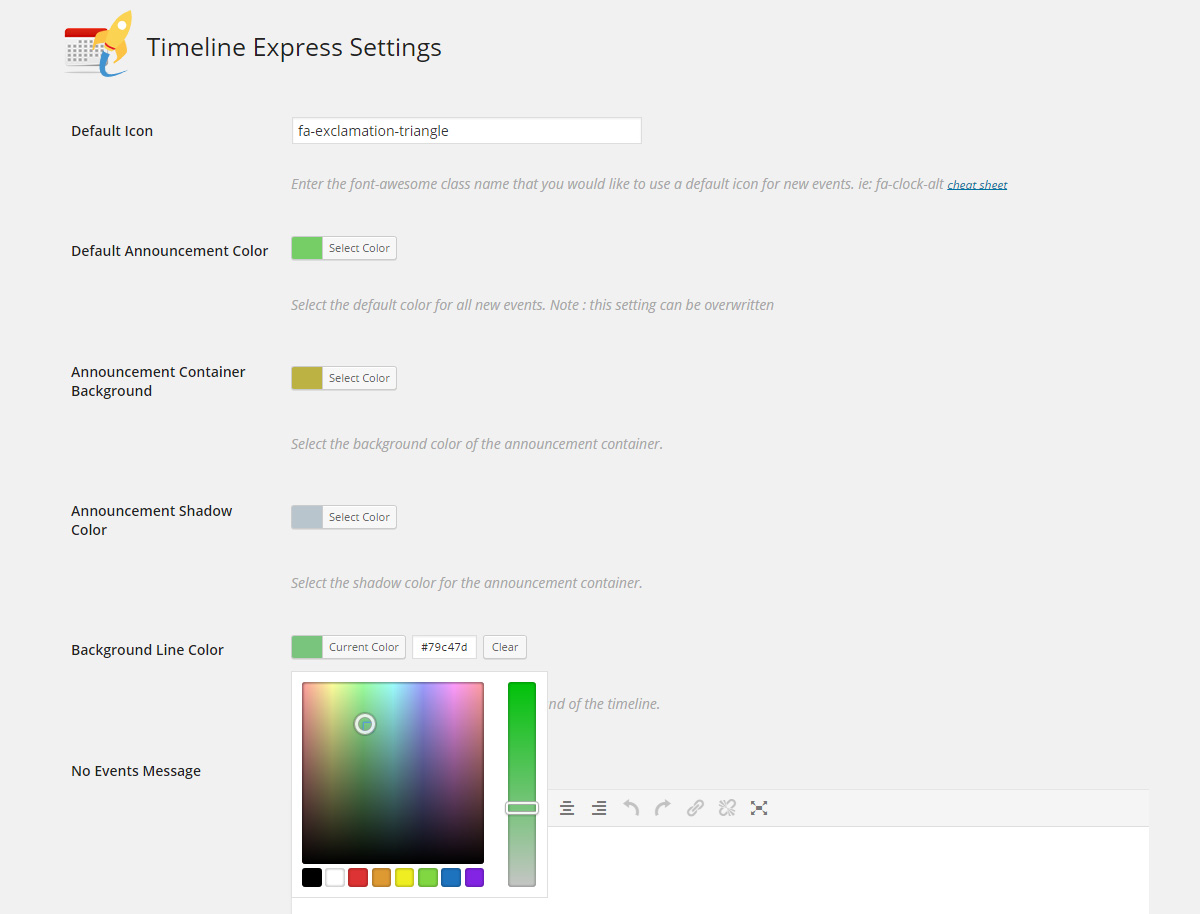 Timeline Express Settings
Default Icon
fa-exclamation-triangle
Enter the font-awesome class name that you would like to use a default icon for new events. ie: fa-clock-alt cheat sheet
Default Announcement Color
Select Color
Select the default color for all new events. Note : this setting can be overwritten
Announcement Container
Background
Select Color
Select the background color of the announcement container.
Announcement Shadow
Color
Select Color
Select the shadow color for the announcement container.
Background Line Color
Current Color
#79c47d
Clear
nd of the timeline.
No Events Message